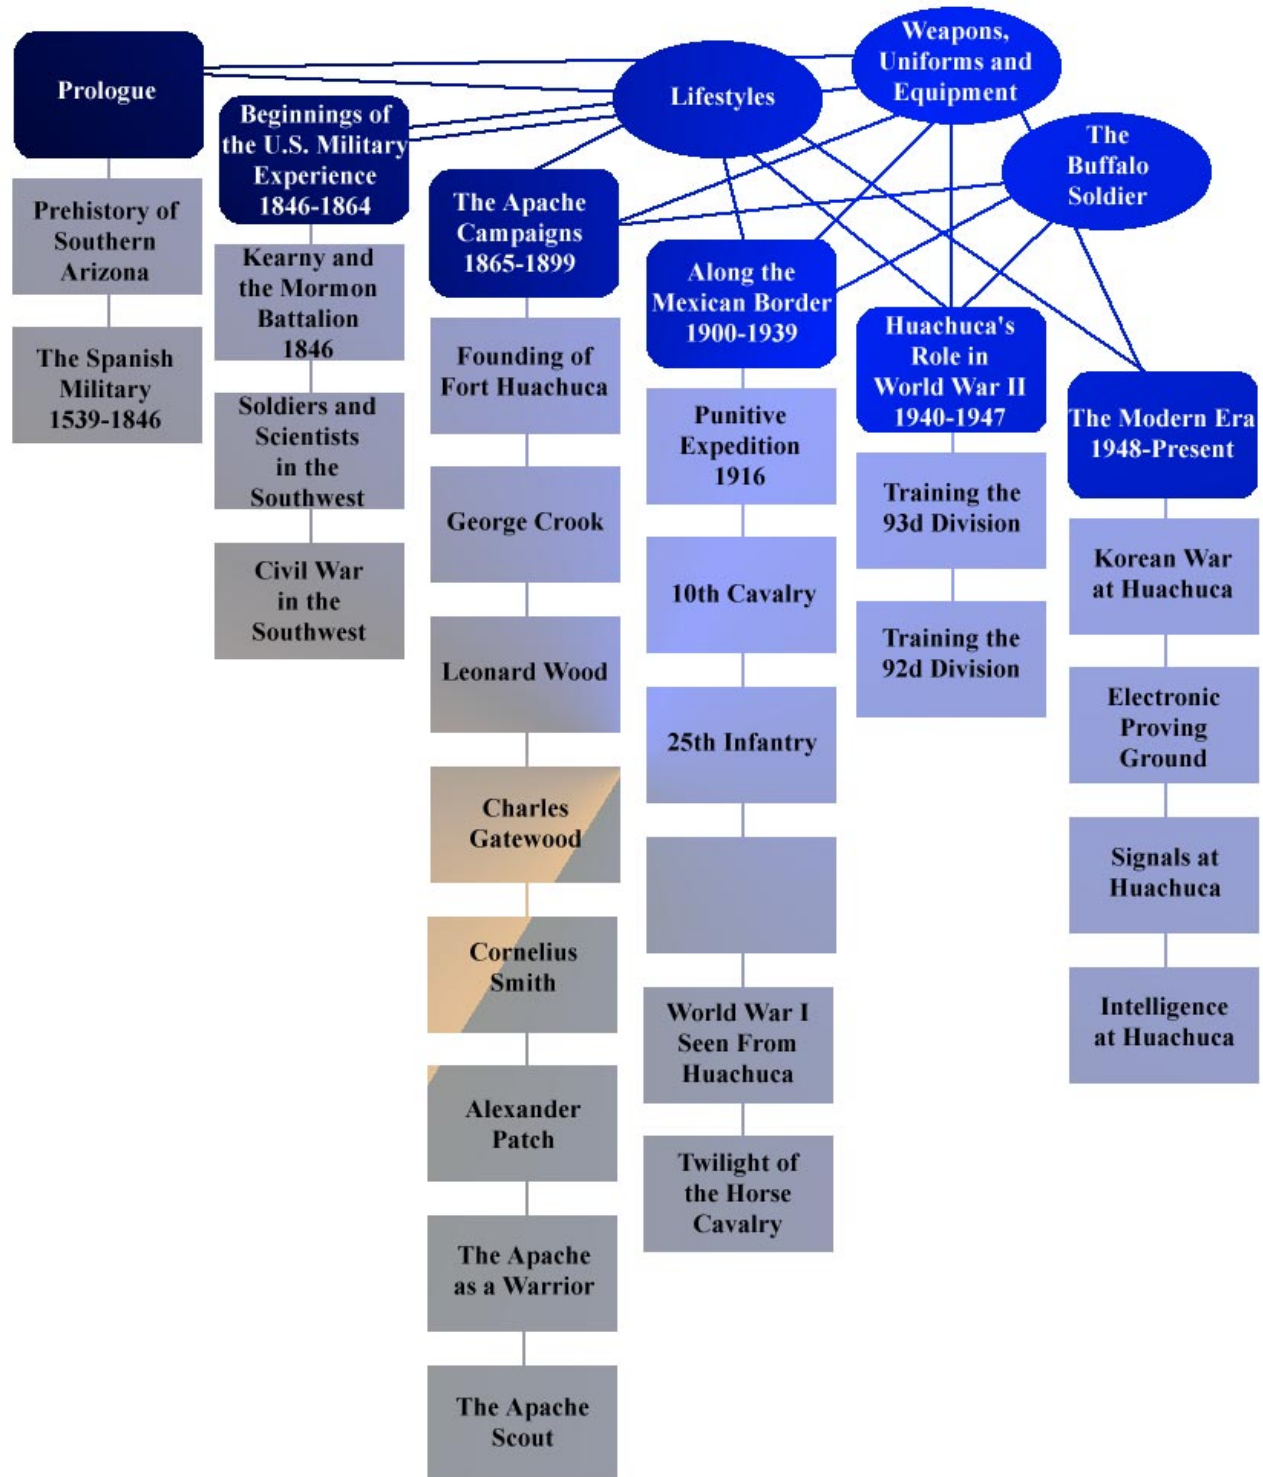 Prologue
Prehistory of
Southern
Arizona
The Spanish
Military
1539-1846
Beginnings of
the U.S. Military
Experience
1846-1864
Kearny and
the Mormon
Battalion
1846
Soldiers and
Scientists
in the
Southwest
Civil War
in the
Southwest
Lifestyles
Weapons,
Uniforms and
Equipment
The
Buffalo
Soldier
The Apache
Campaigns
1865-1899
Founding of
Fort Huachuca
George Crook
Leonard Wood
Charles
Gatewood
Cornelius
Smith
Alexander
Patch
The Apache
as a Warrior
The Apache
Scout
Along the
Mexican Border
1900-1939
Punitive
Expedition
1916
10th Cavalry
25th Infantry
World War I
Seen From
Huachuca
Twilight of
the Horse
Cavalry
Huachuca's
Role in
World War II
1940-1947
Training the
93d Division
Training the
92d Division
The Modern Era
1948-Present
Korean War
at Huachuca
Electronic
Proving
Ground
Signals at
Huachuca
Intelligence
at Huachuca